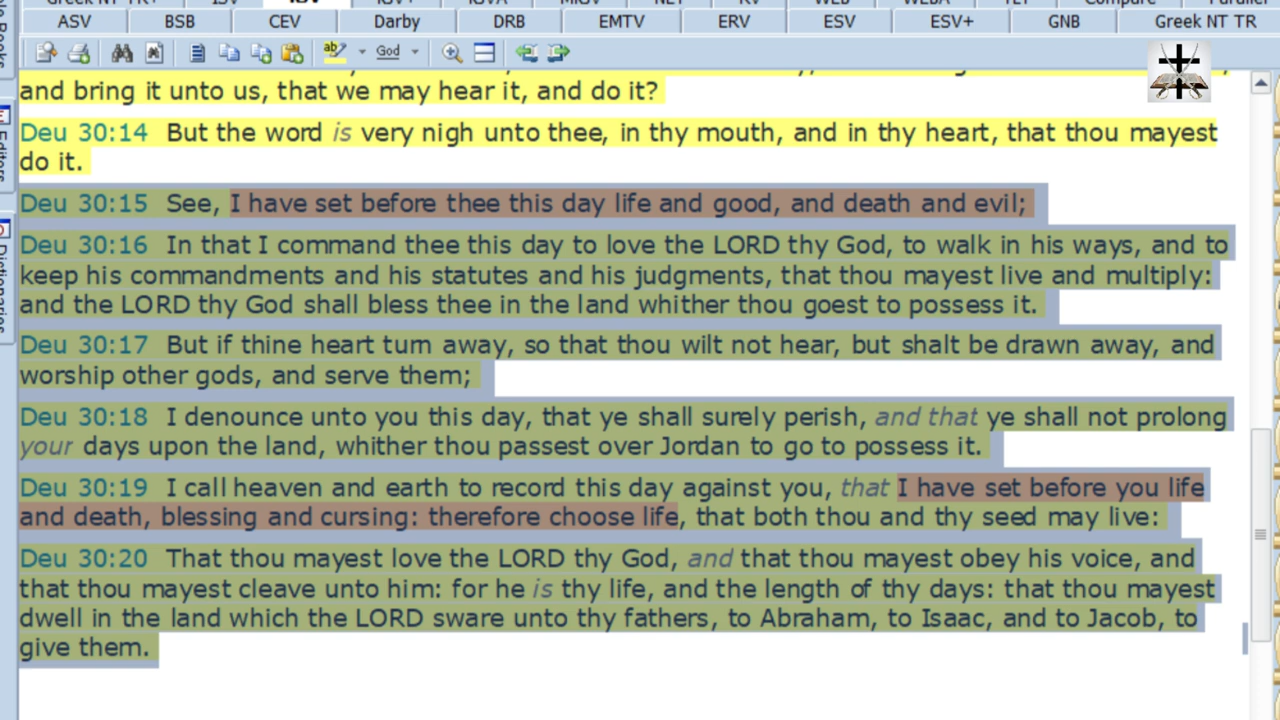 ASV BSB CEV Darby DRB EMTV ERV ESV ESV+ GNB Greek NT TR
and bring it unto us, that we may hear it, and do it?
Deu 30:14 But the word is very nigh unto thee, in thy mouth, and in thy heart, that thou mayest
do it.
Deu 30:15 See, I have set before thee this day life and good, and death and evil;
Deu 30:16 In that I command thee this day to love the LORD thy God, to walk in his ways, and to
keep his commandments and his statutes and his judgments, that thou mayest live and multiply:
and the LORD thy God shall bless thee in the land whither thou goest to possess it.
Deu 30:17 But if thine heart turn away, so that thou wilt not hear, but shalt be drawn away, and
worship other gods, and serve them;
Deu 30:18 I denounce unto you this day, that ye shall surely perish, and that ye shall not prolong
your days upon the land, whither thou passest over Jordan to go to possess it.
Deu 30:19 I call heaven and earth to record this day against you, that I have set before you life
and death, blessing and cursing: therefore choose life, that both thou and thy seed may live:
Deu 30:20 That thou mayest love the LORD thy God, and that thou mayest obey his voice, and
that thou mayest cleave unto him: for he is thy life, and the length of thy days: that thou mayest
dwell in the land which the LORD sware unto thy fathers, to Abraham, to Isaac, and to Jacob, to
give them.
ab
God
Books
Editors
Dictionaries